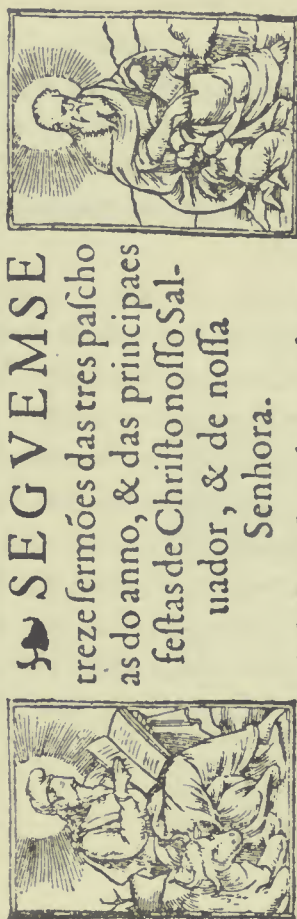 ❧ SEGVEMSE
treze ſermões das tres paſcho
as do anno, & das principaes
feſtas de Chriſto noſſo Sal-
uador, & de noſſa
Senhora.